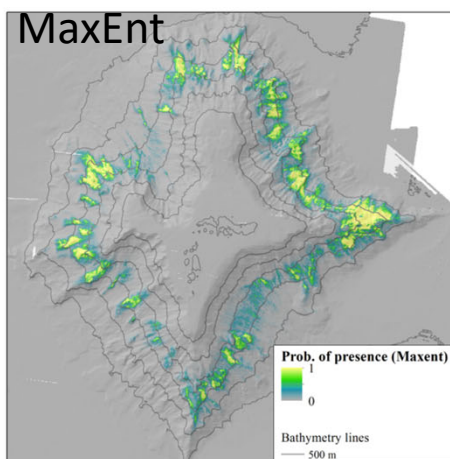 MaxEnt
Prob. of presence (Maxent)
1
0
Bathymetry lines
500 m